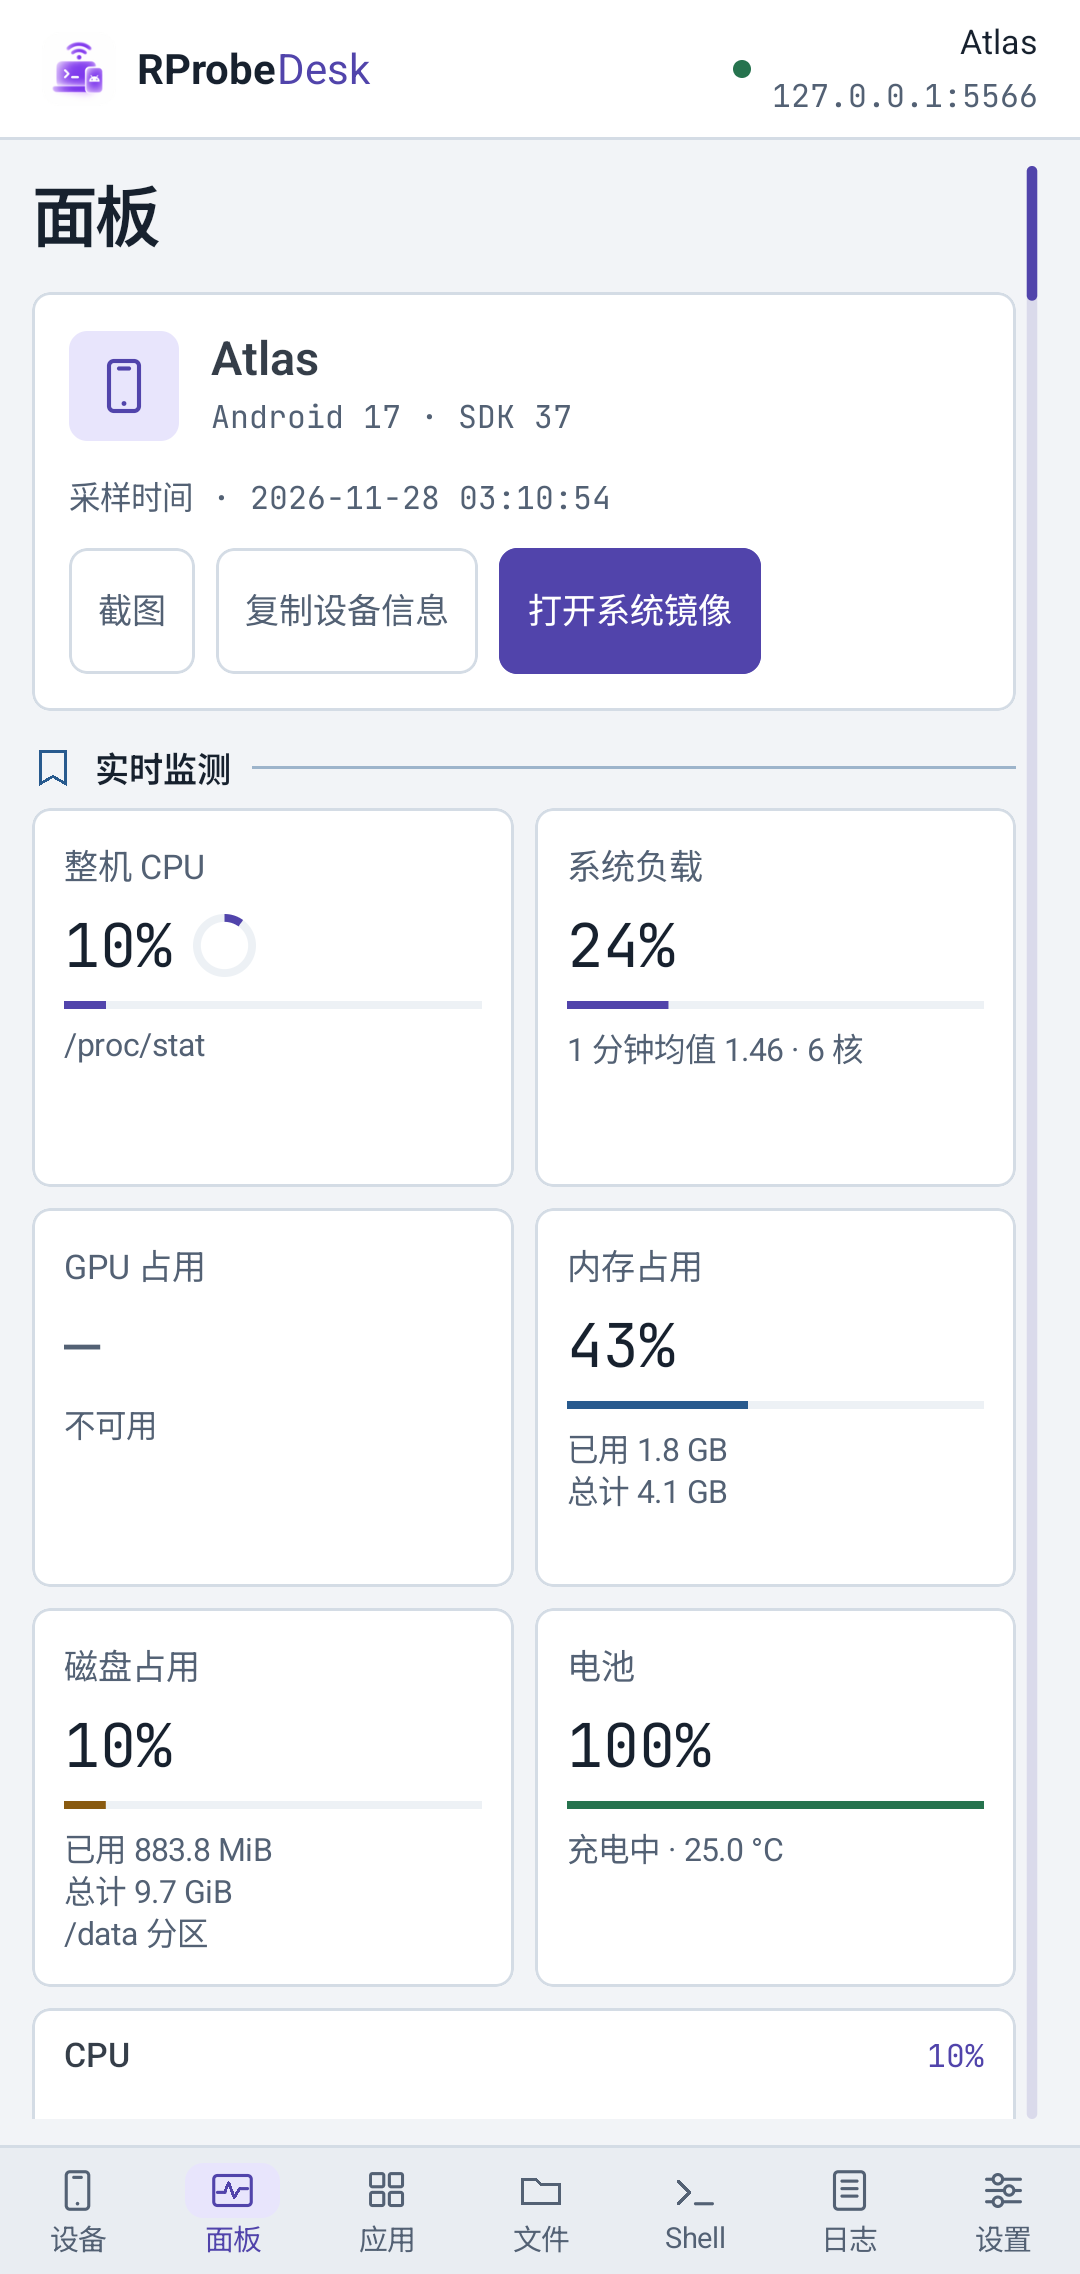 RProbeDesk
Atlas
127.0.0.1:5566
面板
Atlas
Android 17 · SDK 37
采样时间 · 2026-11-28 03:10:54
截图
复制设备信息
打开系统镜像
实时监测
整机 CPU
10%
/proc/stat
系统负载
24%
1 分钟均值 1.46 · 6 核
GPU 占用
—
不可用
内存占用
43%
已用 1.8 GB
总计 4.1 GB
磁盘占用
10%
已用 883.8 MiB
总计 9.7 GiB
/data 分区
电池
100%
充电中 · 25.0 °C
CPU
10%
设备
面板
应用
文件
Shell
日志
设置